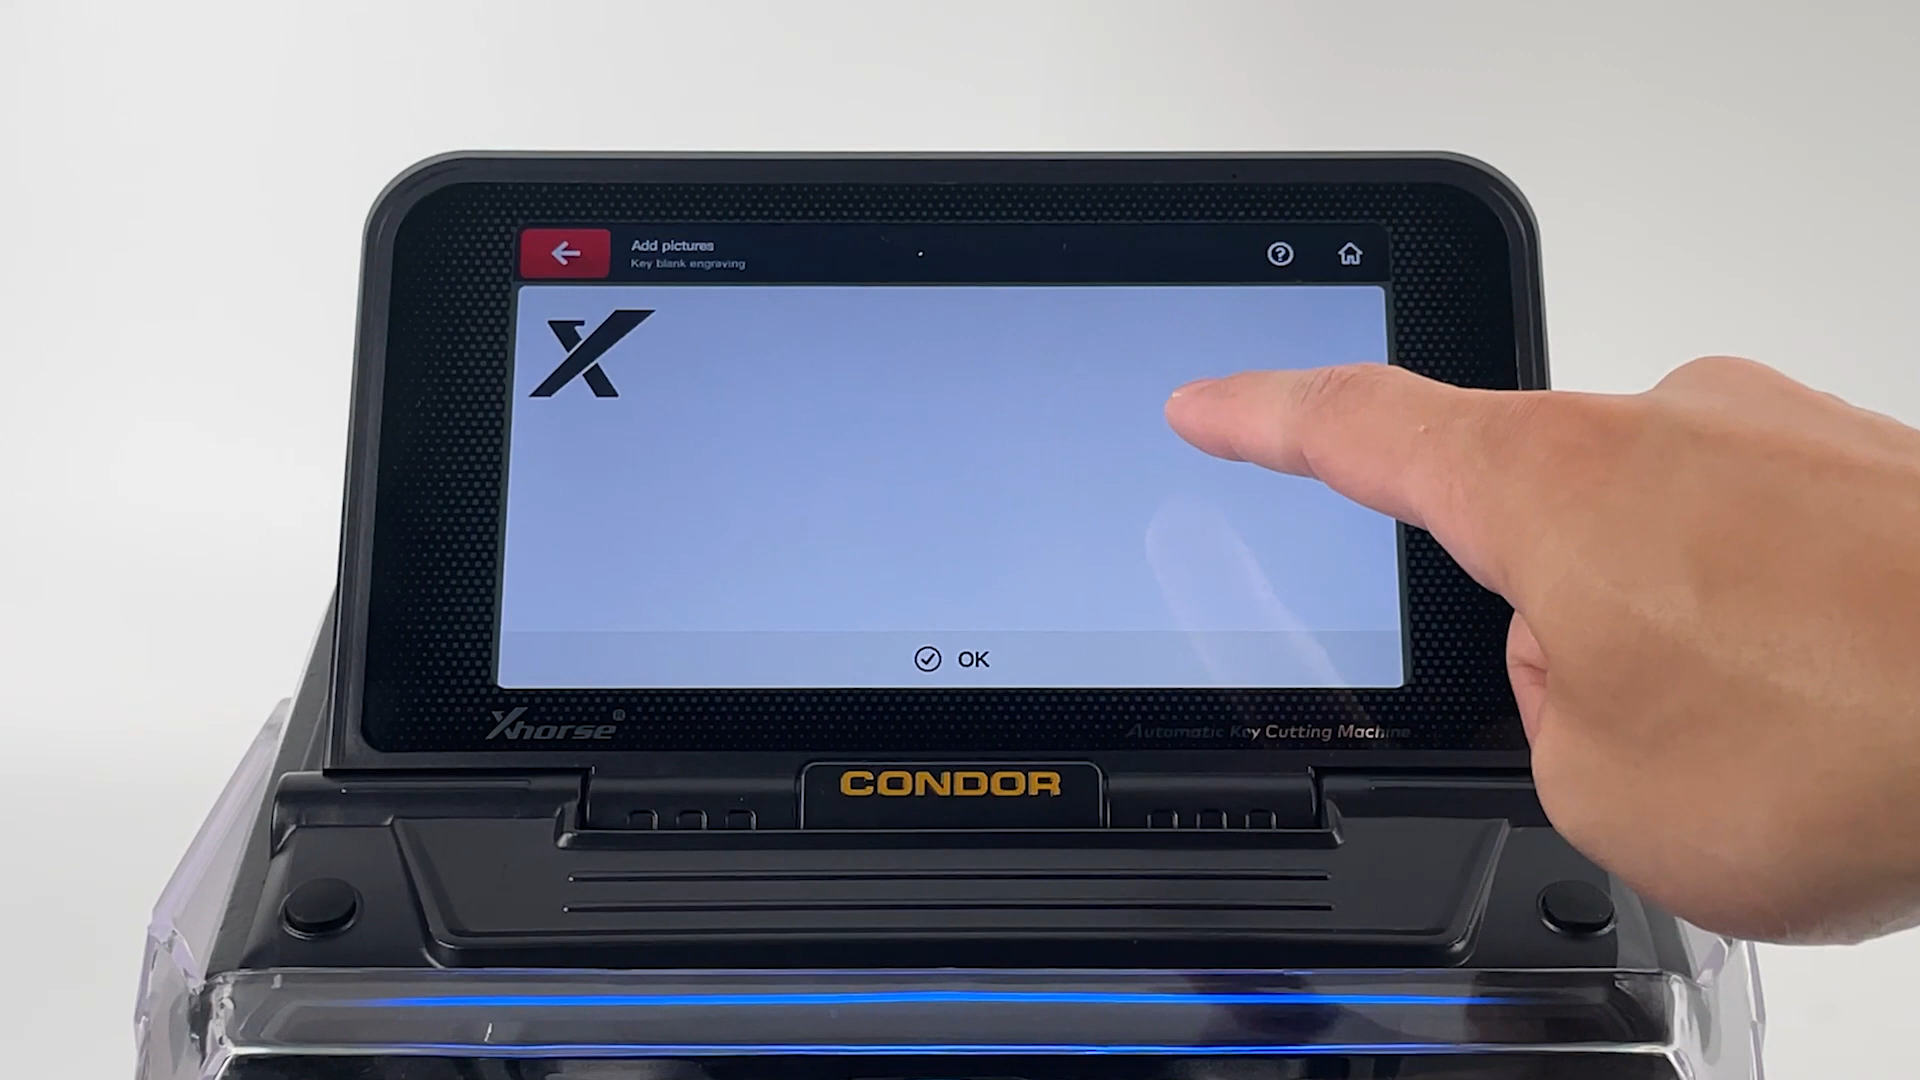 Add pictures
Key blank engraving
X
OK
Xhorse®
Automatic Key Cutting Machine
CONDOR